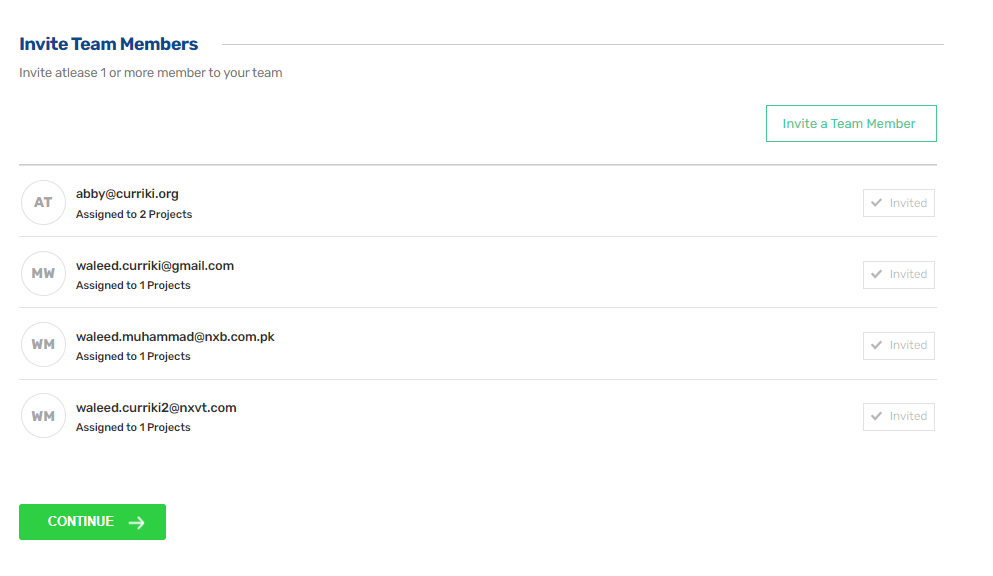 Invite Team Members
Invite atlease 1 or more member to your team
Invite a Team Member
AT
abby@curriki.org
Assigned to 2 Projects
Invited
MW
waleed.curriki@gmail.com
Assigned to 1 Projects
Invited
WM
waleed.muhammad@nxb.com.pk
Assigned to 1 Projects
Invited
WM
waleed.curriki2@nxvt.com
Assigned to 1 Projects
Invited
CONTINUE